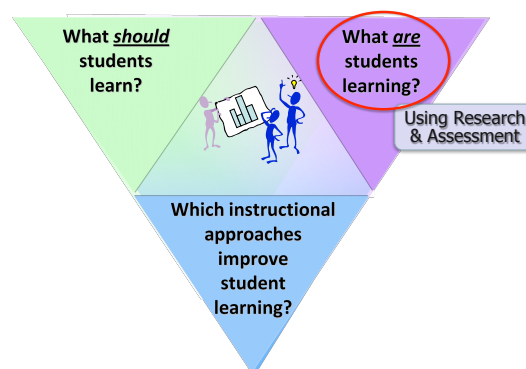 What should
students
learn?
What are
students
learning?
Using Research
& Assessment
Which instructional
approaches
improve
student
learning?